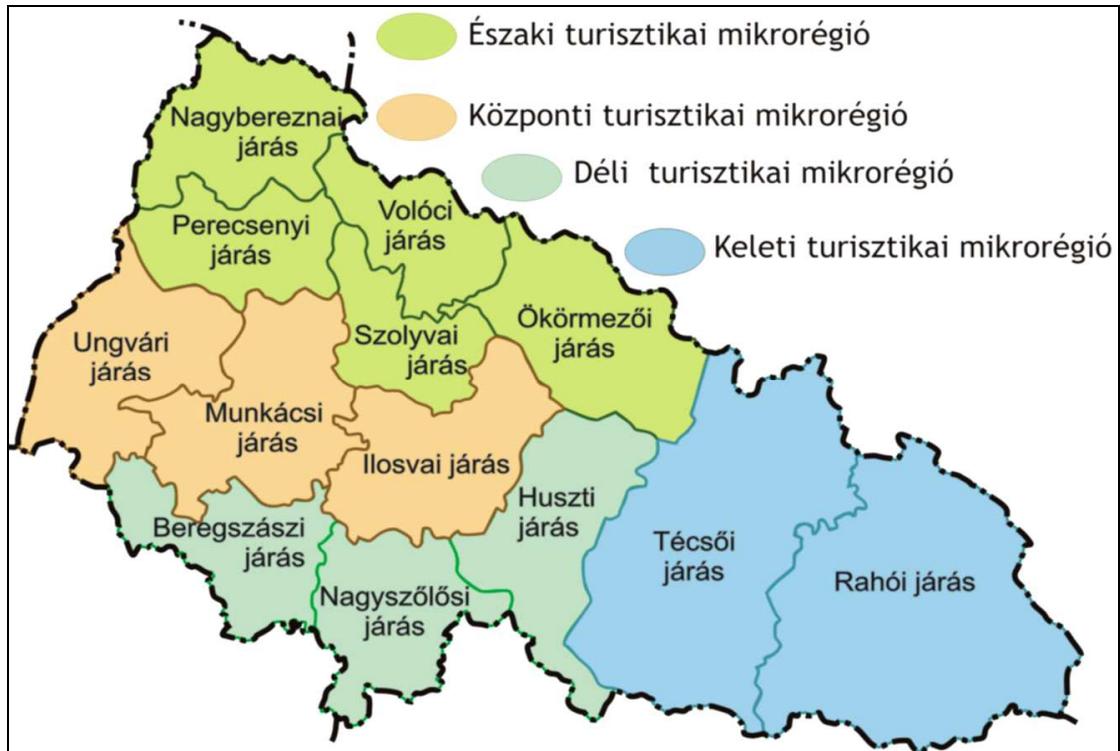 Északi turisztikai mikrorégió
Központi turisztikai mikrorégió
Déli turisztikai mikrorégió
Keleti turisztikai mikrorégió
Nagybereznai
járás
Perecsenyi
járás
Volóci
járás
Ungvári
járás
Szolyvai
járás
Ökörmezői
járás
Munkácsi
járás
Ilosvai járás
Huszti
járás
Beregszászi
járás
Nagyszőlősi
járás
Técsői
járás
Rahói járás